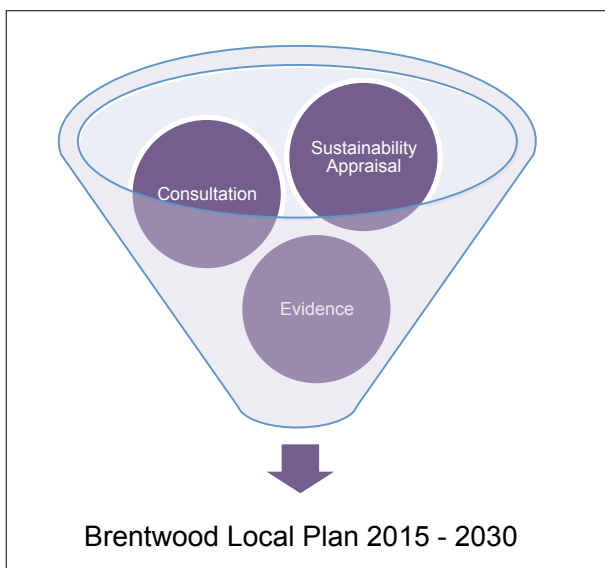 Sustainability
Appraisal
Consultation
Evidence
Brentwood Local Plan 2015 - 2030